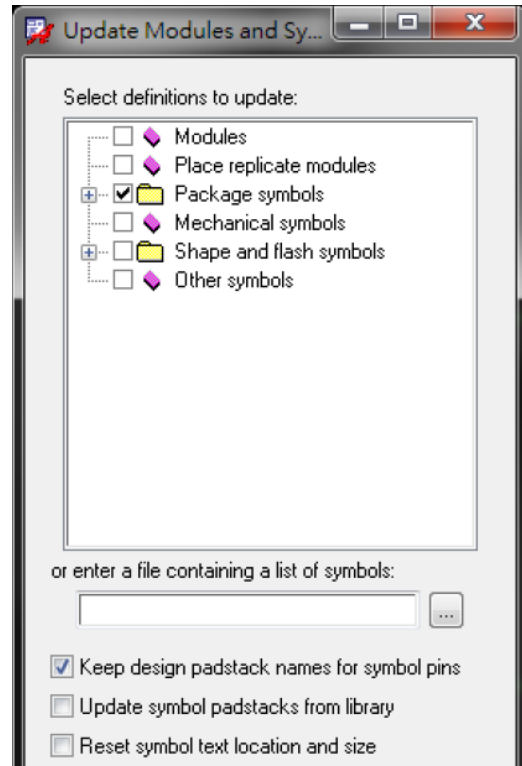 Update Modules and Sy...
Select definitions to update:
Modules
Place replicate modules
Package symbols
Mechanical symbols
Shape and flash symbols
Other symbols
or enter a file containing a list of symbols:
...
Keep design padstack names for symbol pins
Update symbol padstacks from library
Reset symbol text location and size